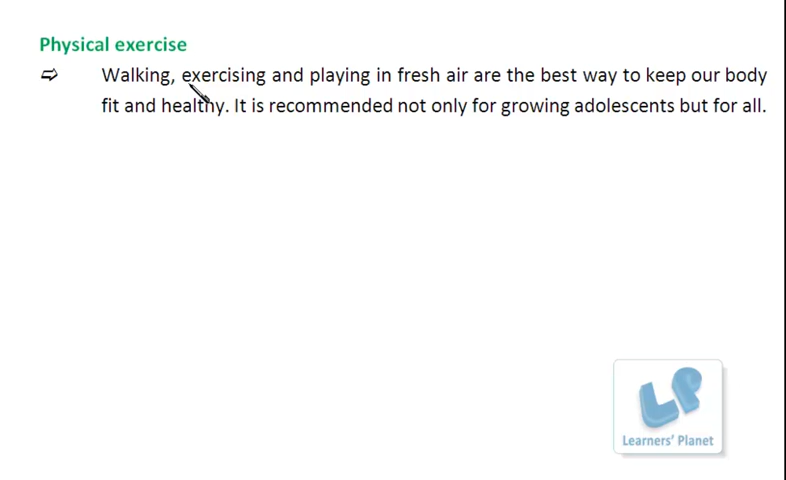 Physical exercise
⇨ Walking, exercising and playing in fresh air are the best way to keep our body
fit and healthy. It is recommended not only for growing adolescents but for all.
LP
Learners' Planet